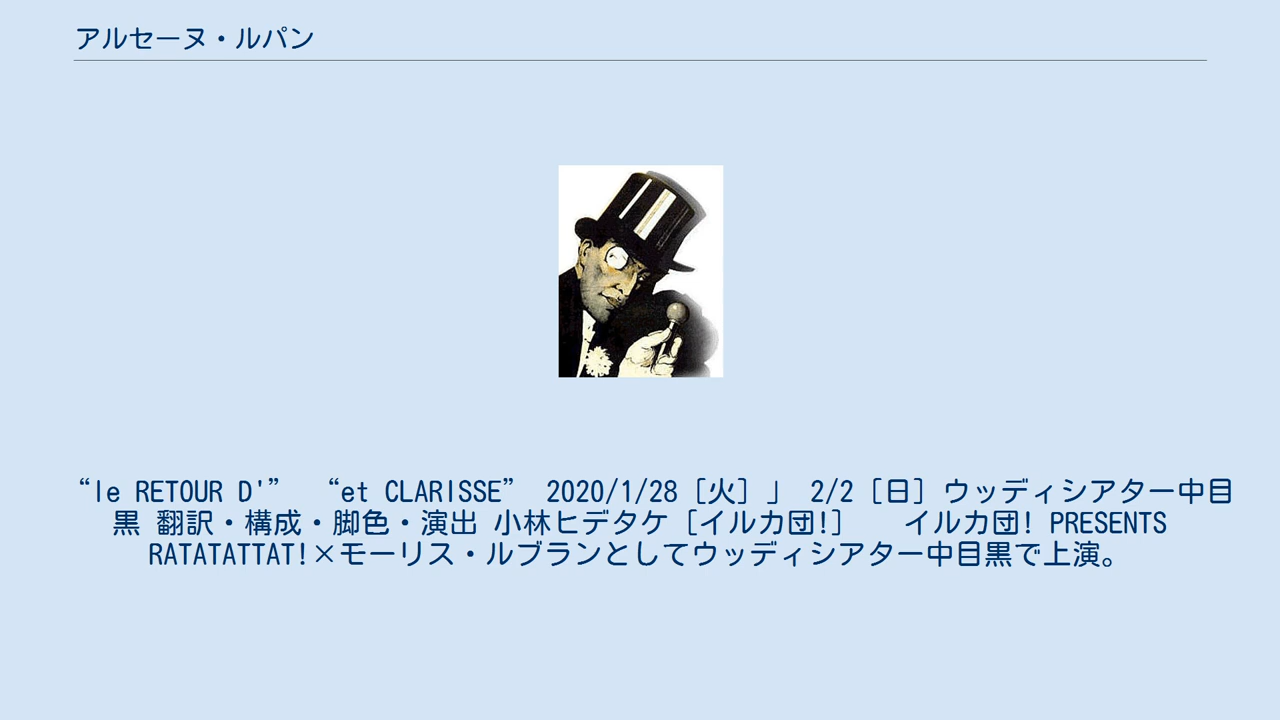 アルセーヌ・ルパン
“le RETOUR D'”　“et CLARISSE”　2020/1/28［火］」 2/2［日］ウッディシアター中目
黒 翻訳・構成・脚色・演出 小林ヒデタケ［イルカ団!］　イルカ団! PRESENTS
RATATATTAT!×モーリス・ルブランとしてウッディシアター中目黒で上演。